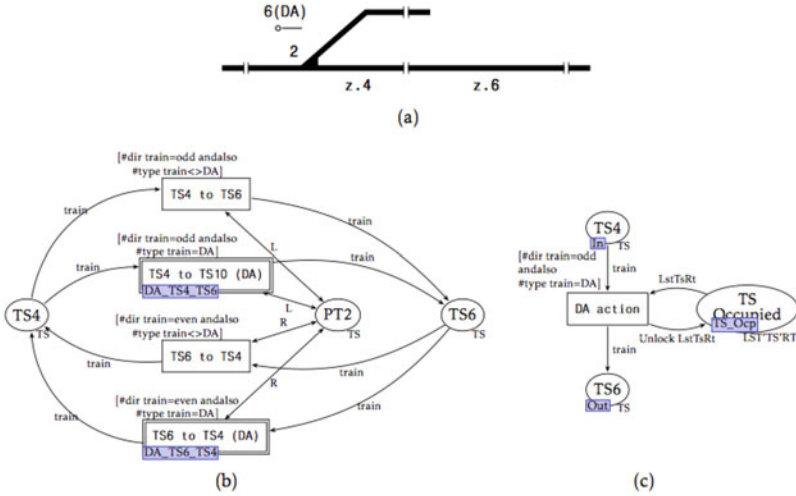 6(DA)
2
z.4
z.6
(a)
[#dir train=odd andalso
#type train<>DA]
TS4 to TS6
train
train
[#dir train=odd andalso
#type train=DA]
L
train
TS4 to TS10 (DA)
DA_TS4_TS6
train
TS4
TS
L
R
PT2
TS
TS6
TS
[#dir train=even andalso
#type train<>DA]
TS6 to TS4
train
train
R
[#dir train=even andalso
#type train=DA]
train
train
TS6 to TS4 (DA)
DA_TS6_TS4
(b)
TS4
In
TS
[#dir train=odd
andalso
#type train=DA]
train
LstTsRt
DA action
TS
Occupied
TS_Ocp
Unlock LstTsRt
LST'TS'RT
train
TS6
Out
TS
(c)